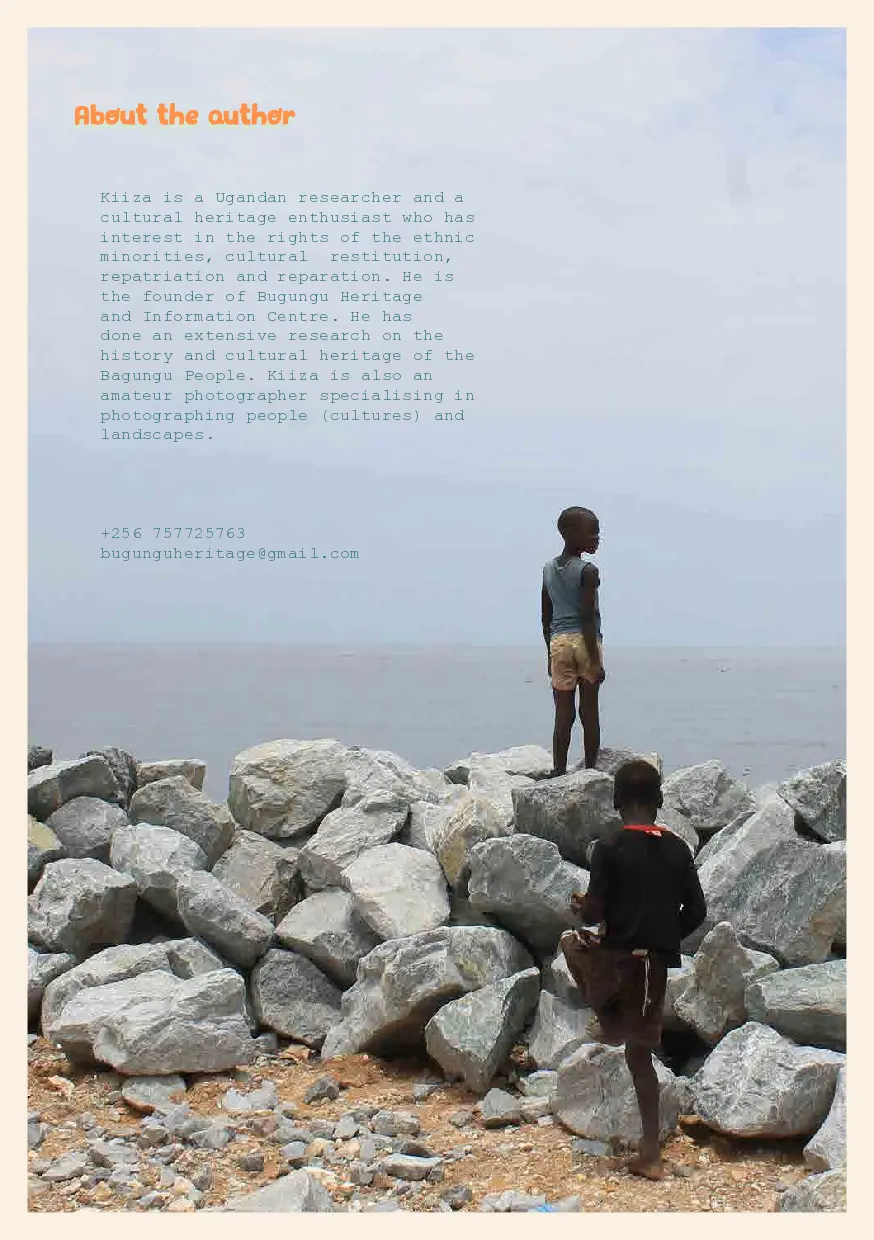 About the author
Kiiza is a Ugandan researcher and a
cultural heritage enthusiast who has
interest in the rights of the ethnic
minorities, cultural  restitution,
repatriation and reparation. He is
the founder of Bugungu Heritage
and Information Centre. He has
done an extensive research on the
history and cultural heritage of the
Bagungu People. Kiiza is also an
amateur photographer specialising in
photographing people (cultures) and
landscapes.
+256 757725763
bugunguheritage@gmail.com